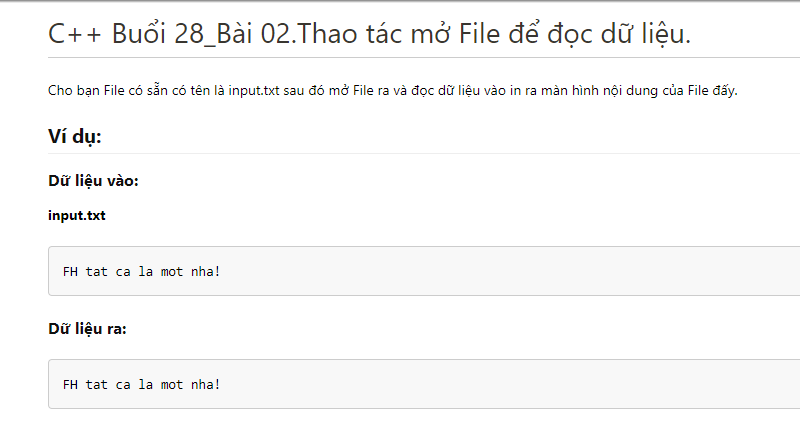 C++ Buổi 28_Bài 02.Thao tác mở File để đọc dữ liệu.
Cho bạn File có sẵn có tên là input.txt sau đó mở File ra và đọc dữ liệu vào in ra màn hình nội dung của File đấy.
Ví dụ:
Dữ liệu vào:
input.txt
FH tat ca la mot nha!
Dữ liệu ra:
FH tat ca la mot nha!